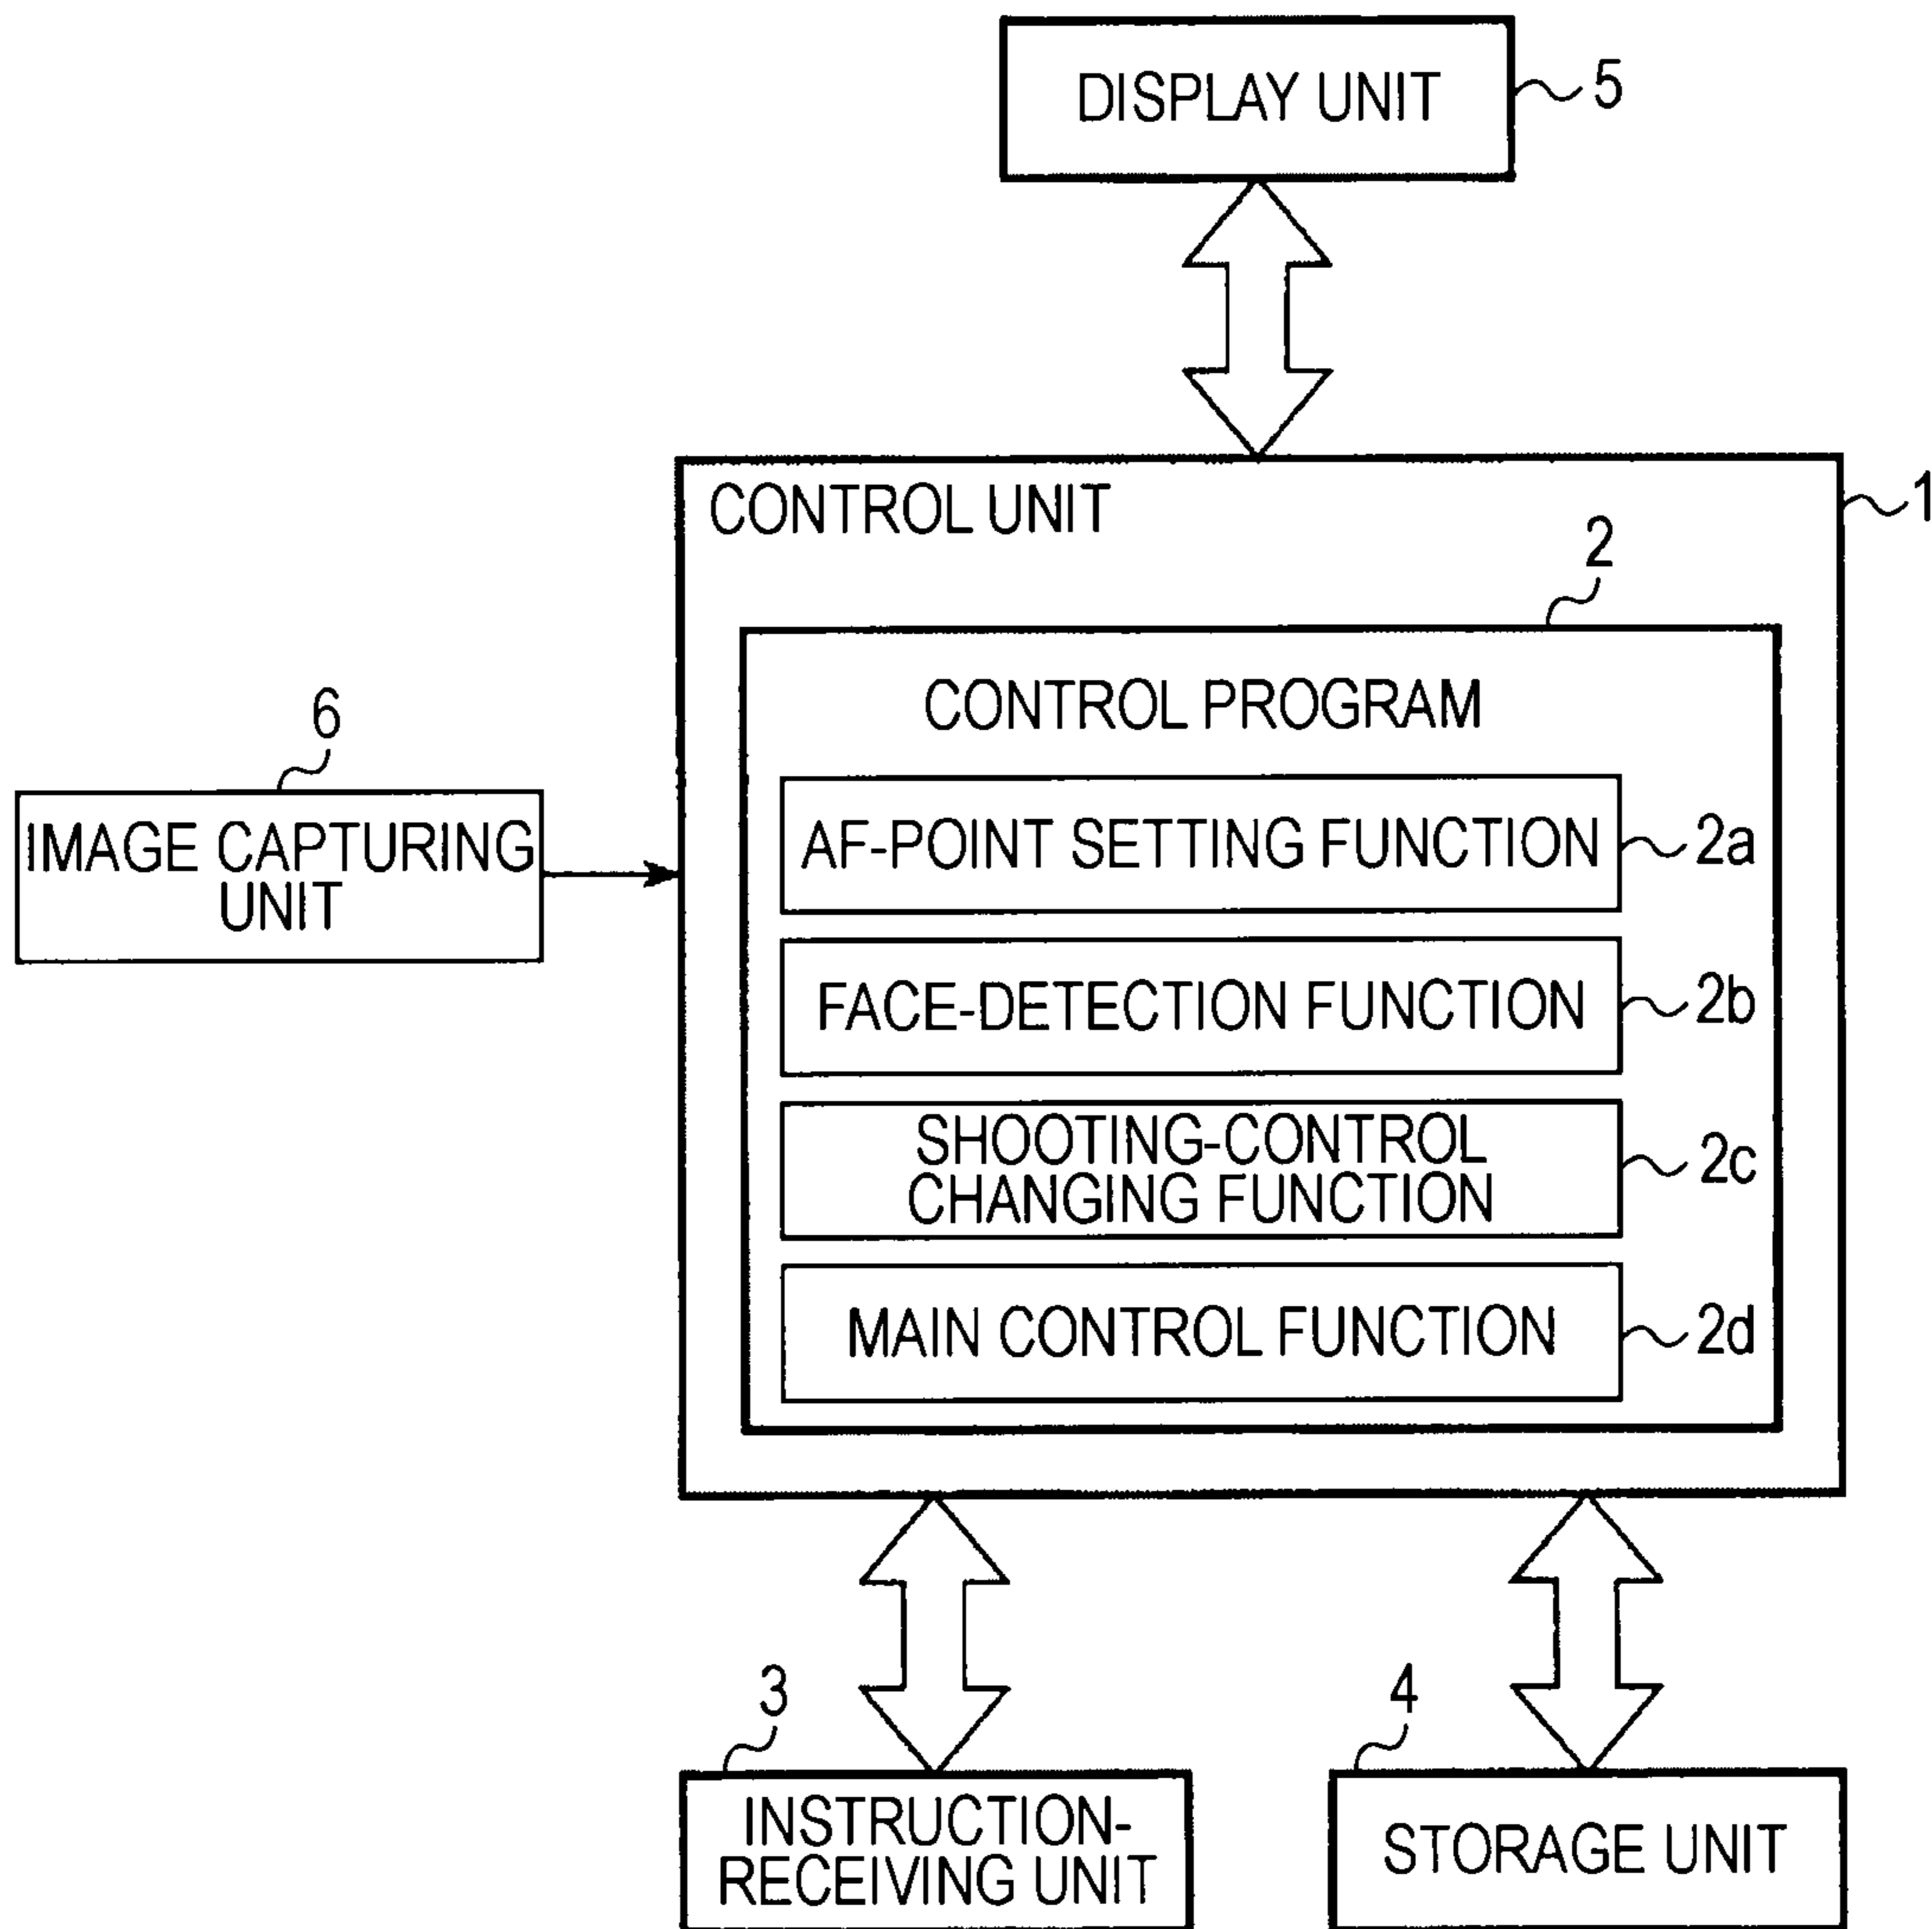 DISPLAY UNIT
5
CONTROL UNIT
1
2
CONTROL PROGRAM
6
IMAGE CAPTURING
UNIT
AF-POINT SETTING FUNCTION
2a
FACE-DETECTION FUNCTION
2b
SHOOTING-CONTROL
CHANGING FUNCTION
2c
MAIN CONTROL FUNCTION
2d
3
INSTRUCTION-
RECEIVING UNIT
4
STORAGE UNIT